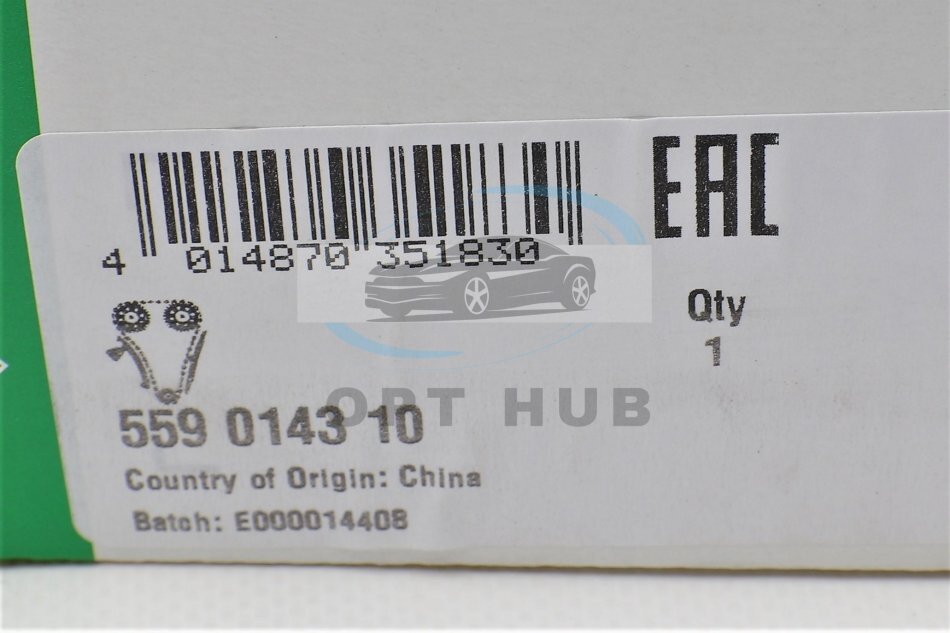 EAC
4 014870 351830
Qty
1
OPT HUB
559 0143 10
Country of Origin: China
Batch: E000014408